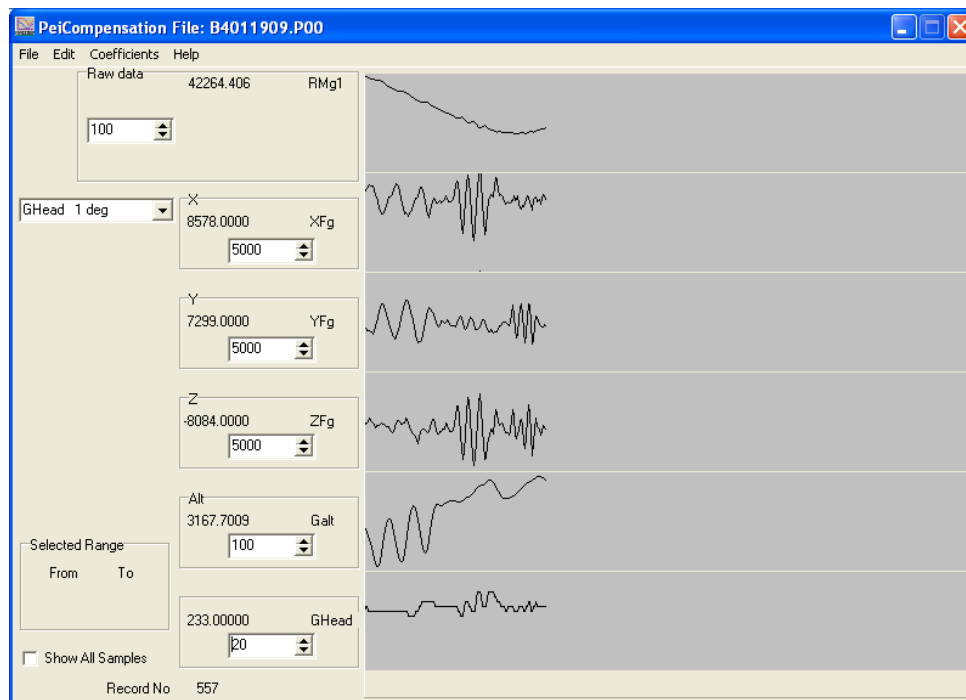 PeiCompensation File: B4011909.P00
File Edit Coefficients Help
Raw data
42264.406 RMg1
100
GHead 1 deg
X
8578.0000 XFg
5000
Y
7299.0000 YFg
5000
Z
-8084.0000 ZFg
5000
Alt
3167.7009 Galt
100
Selected Range
From To
233.00000 GHead
20
Show All Samples
Record No 557